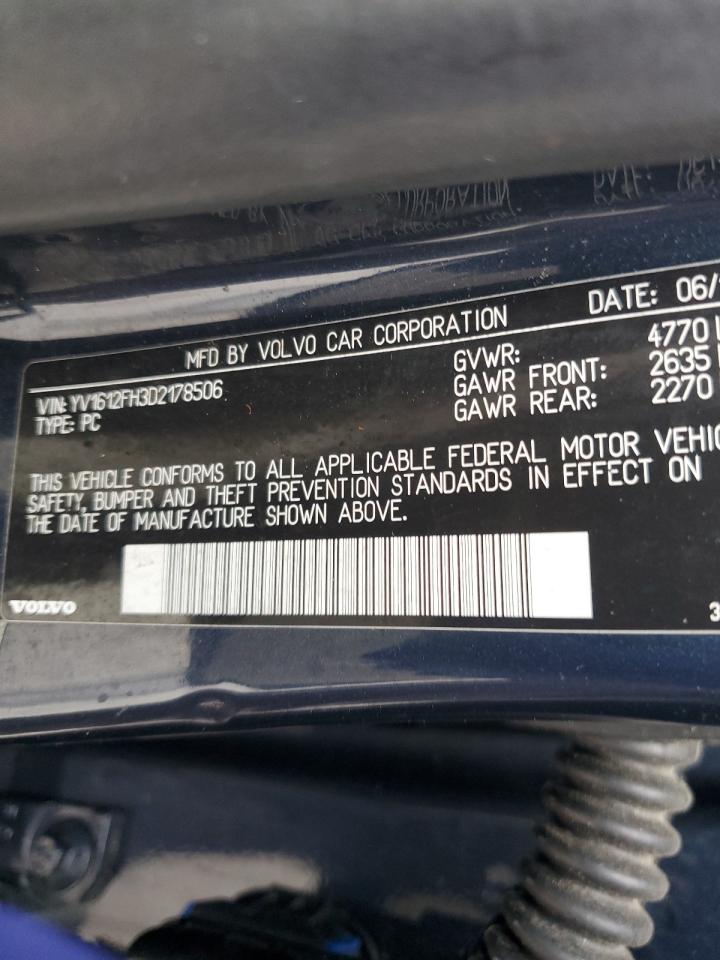 MFD BY VOLVO CAR CORPORATION DATE: 06/
VIN: YV1612FH3D2178506 GVWR: 4770
TYPE: PC GAWR FRONT: 2635
GAWR REAR: 2270
THIS VEHICLE CONFORMS TO ALL APPLICABLE FEDERAL MOTOR VEHIC
SAFETY, BUMPER AND THEFT PREVENTION STANDARDS IN EFFECT ON
THE DATE OF MANUFACTURE SHOWN ABOVE.
VOLVO 3